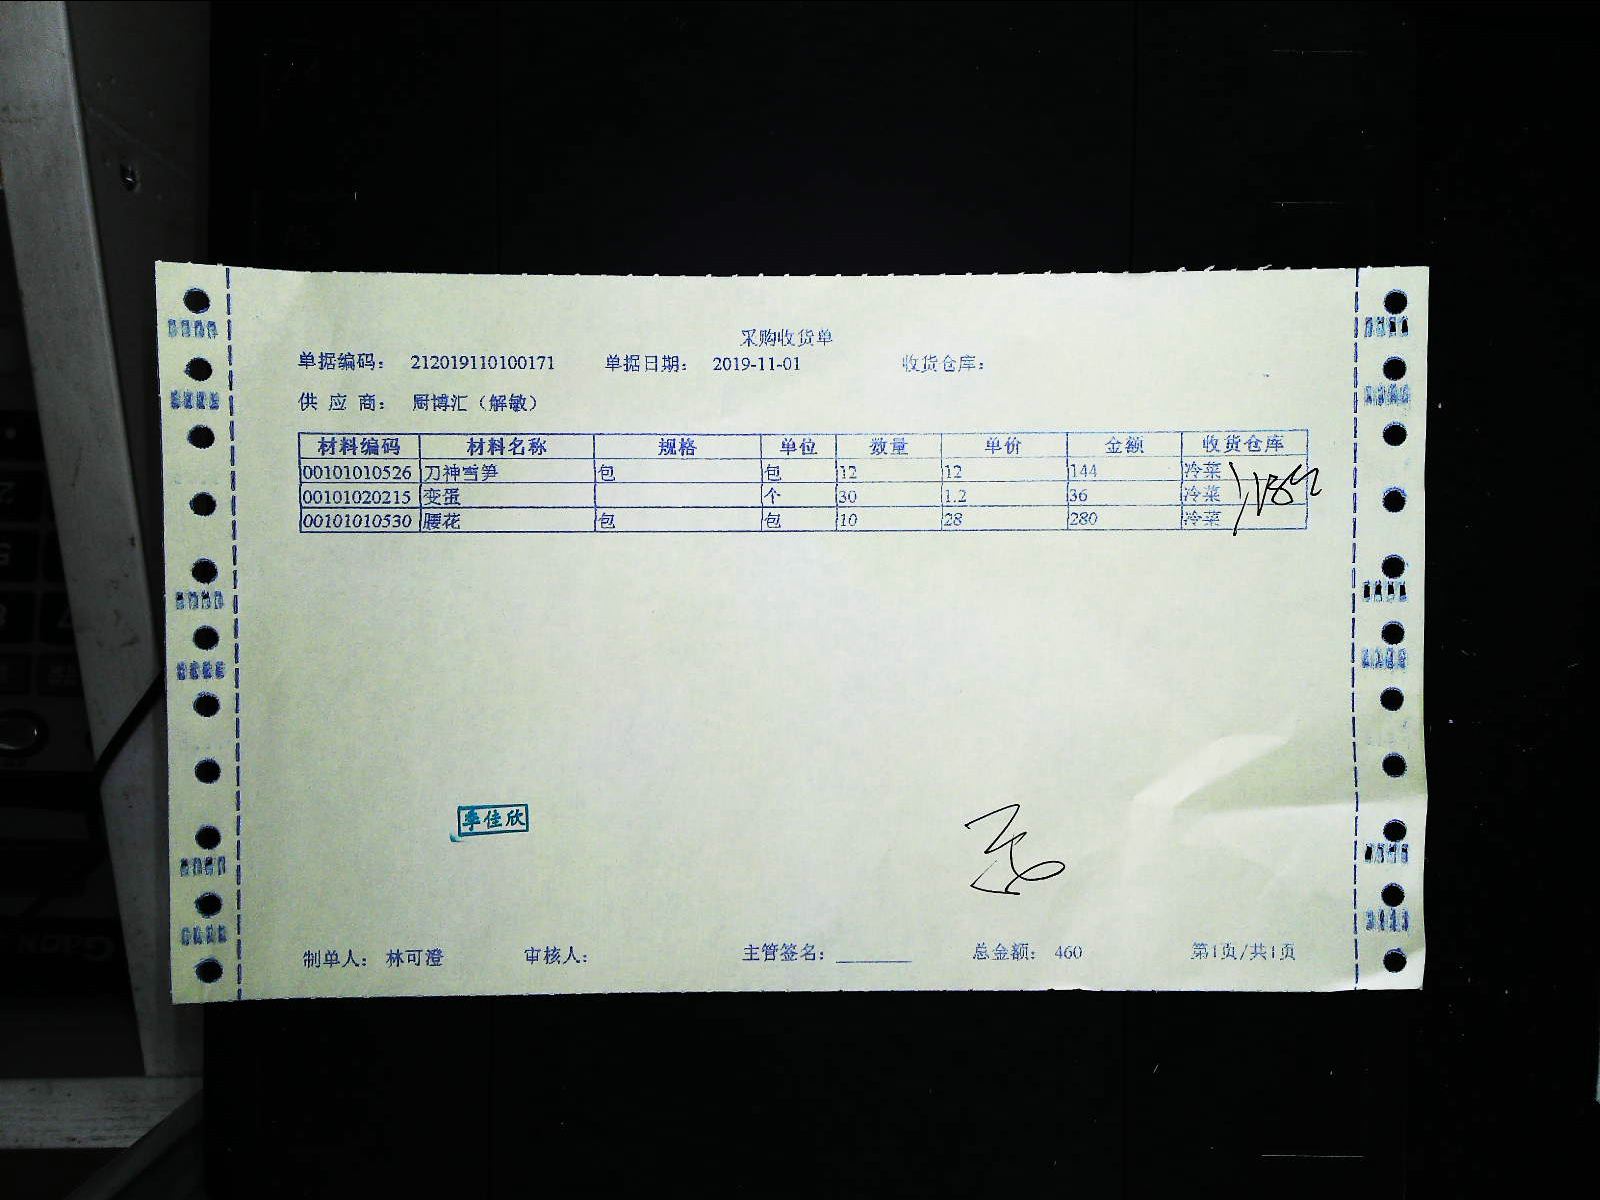 采购收货单
单据编码： 212019110100171 单据日期： 2019-11-01 收货仓库：
供 应 商： 厨博汇（解敏）
材料编码 材料名称 规格 单位 数量 单价 金额 收货仓库
00101010526 刀神雪笋 包 包 12 12 144 冷菜
00101020215 变蛋 个 30 1.2 36 冷菜
00101010530 腰花 包 包 10 28 280 冷菜
李佳欣
制单人： 林可澄 审核人： 主管签名： 总金额： 460 第1页/共1页